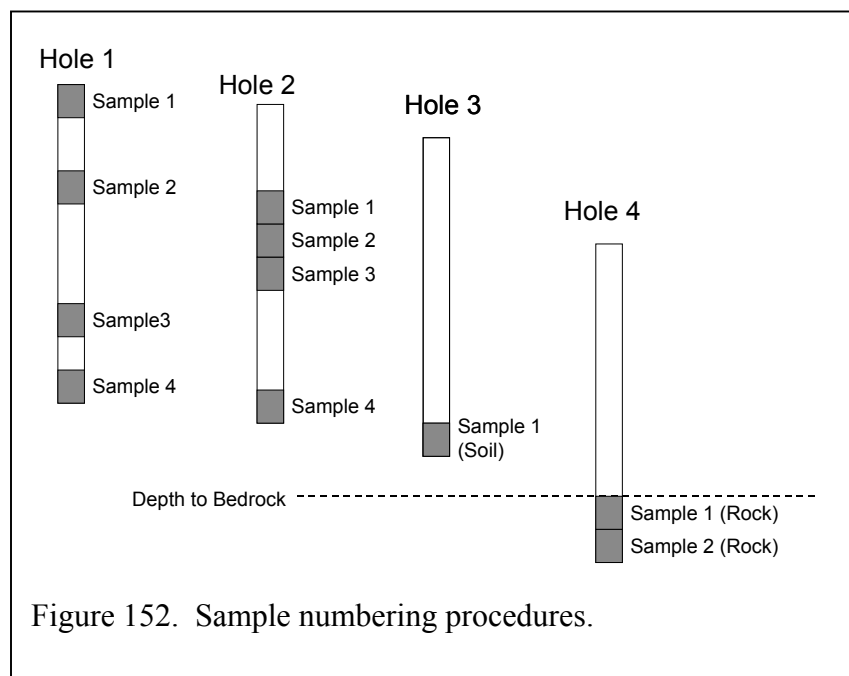 Hole 1
Sample 1
Sample 2
Sample3
Sample 4
Hole 2
Sample 1
Sample 2
Sample 3
Sample 4
Hole 3
Sample 1
(Soil)
Hole 4
Depth to Bedrock
Sample 1 (Rock)
Sample 2 (Rock)
Figure 152.  Sample numbering procedures.